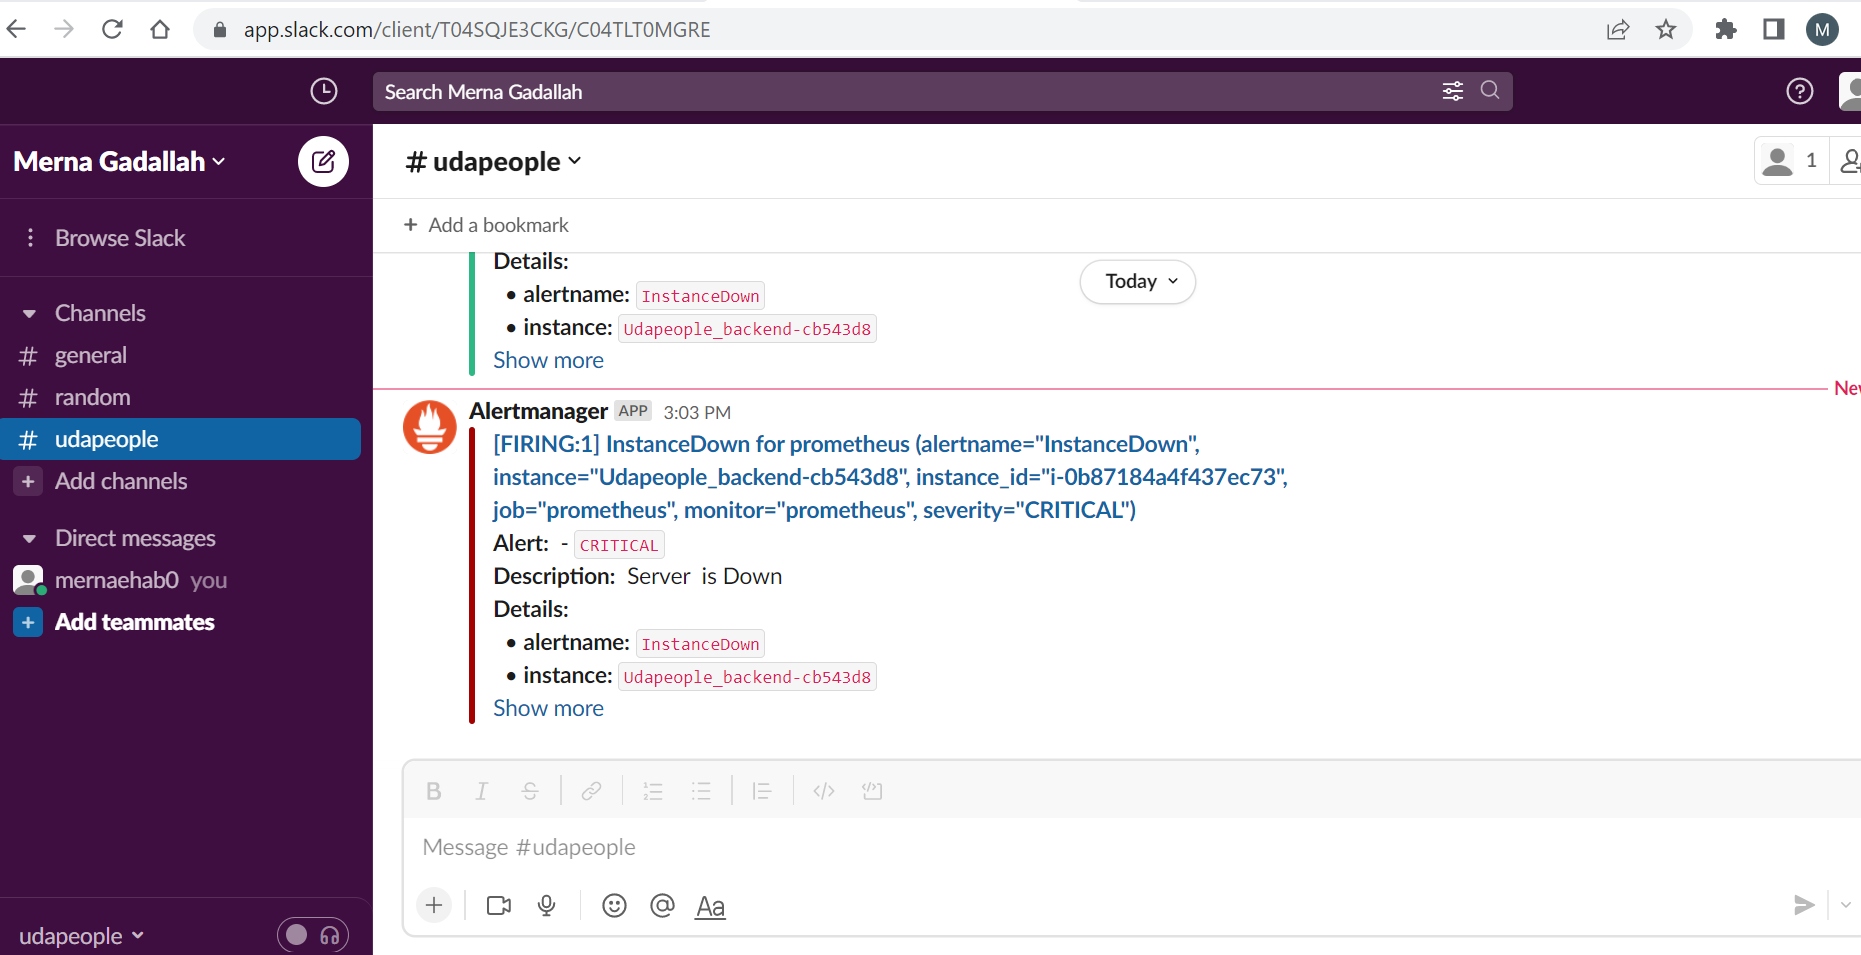 app.slack.com/client/T04SQJE3CKG/C04TLT0MGRE
M
Search Merna Gadallah
Merna Gadallah
# udapeople
1
+ Add a bookmark
Browse Slack
Channels
# general
# random
# udapeople
+ Add channels
Direct messages
mernaehab0 you
+ Add teammates
udapeople
Details:
Today
• alertname: InstanceDown
• instance: Udapeople_backend-cb543d8
Show more
Alertmanager APP 3:03 PM
[FIRING:1] InstanceDown for prometheus (alertname="InstanceDown",
instance="Udapeople_backend-cb543d8", instance_id="i-0b87184a4f437ec73",
job="prometheus", monitor="prometheus", severity="CRITICAL")
Alert: - CRITICAL
Description: Server is Down
Details:
• alertname: InstanceDown
• instance: Udapeople_backend-cb543d8
Show more
B I S
Message #udapeople
Aa